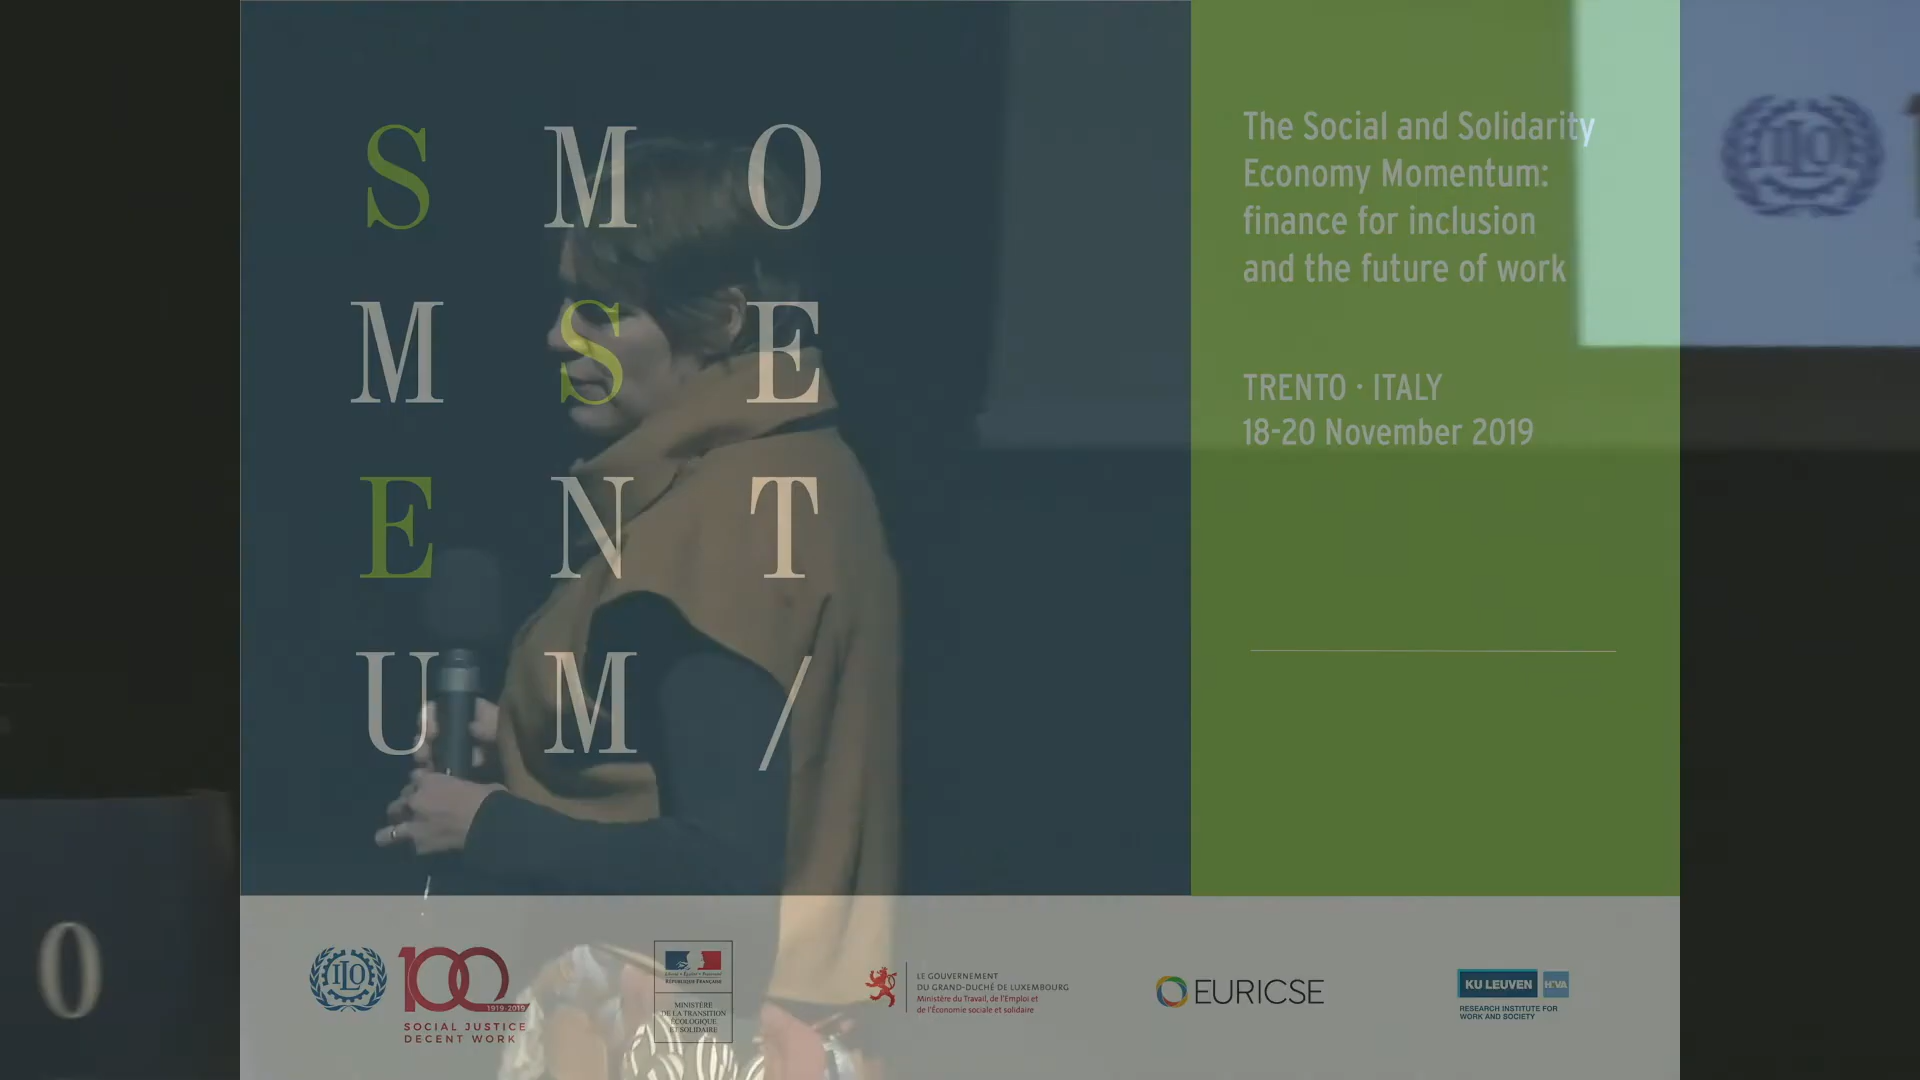 S M O
M S E
E N T
U M /
The Social and Solidarity
Economy Momentum:
finance for inclusion
and the future of work
TRENTO · ITALY
18-20 November 2019
ILO
O
ILO
100
1919-2019
SOCIAL JUSTICE
DECENT WORK
Liberté • Égalité • Fraternité
RÉPUBLIQUE FRANÇAISE
MINISTÈRE
DE LA TRANSITION
ÉCOLOGIQUE
ET SOLIDAIRE
LE GOUVERNEMENT
DU GRAND-DUCHÉ DE LUXEMBOURG
Ministère du Travail, de l'Emploi et
de l'Économie sociale et solidaire
EURICSE
KU LEUVEN HIVA
RESEARCH INSTITUTE FOR
WORK AND SOCIETY